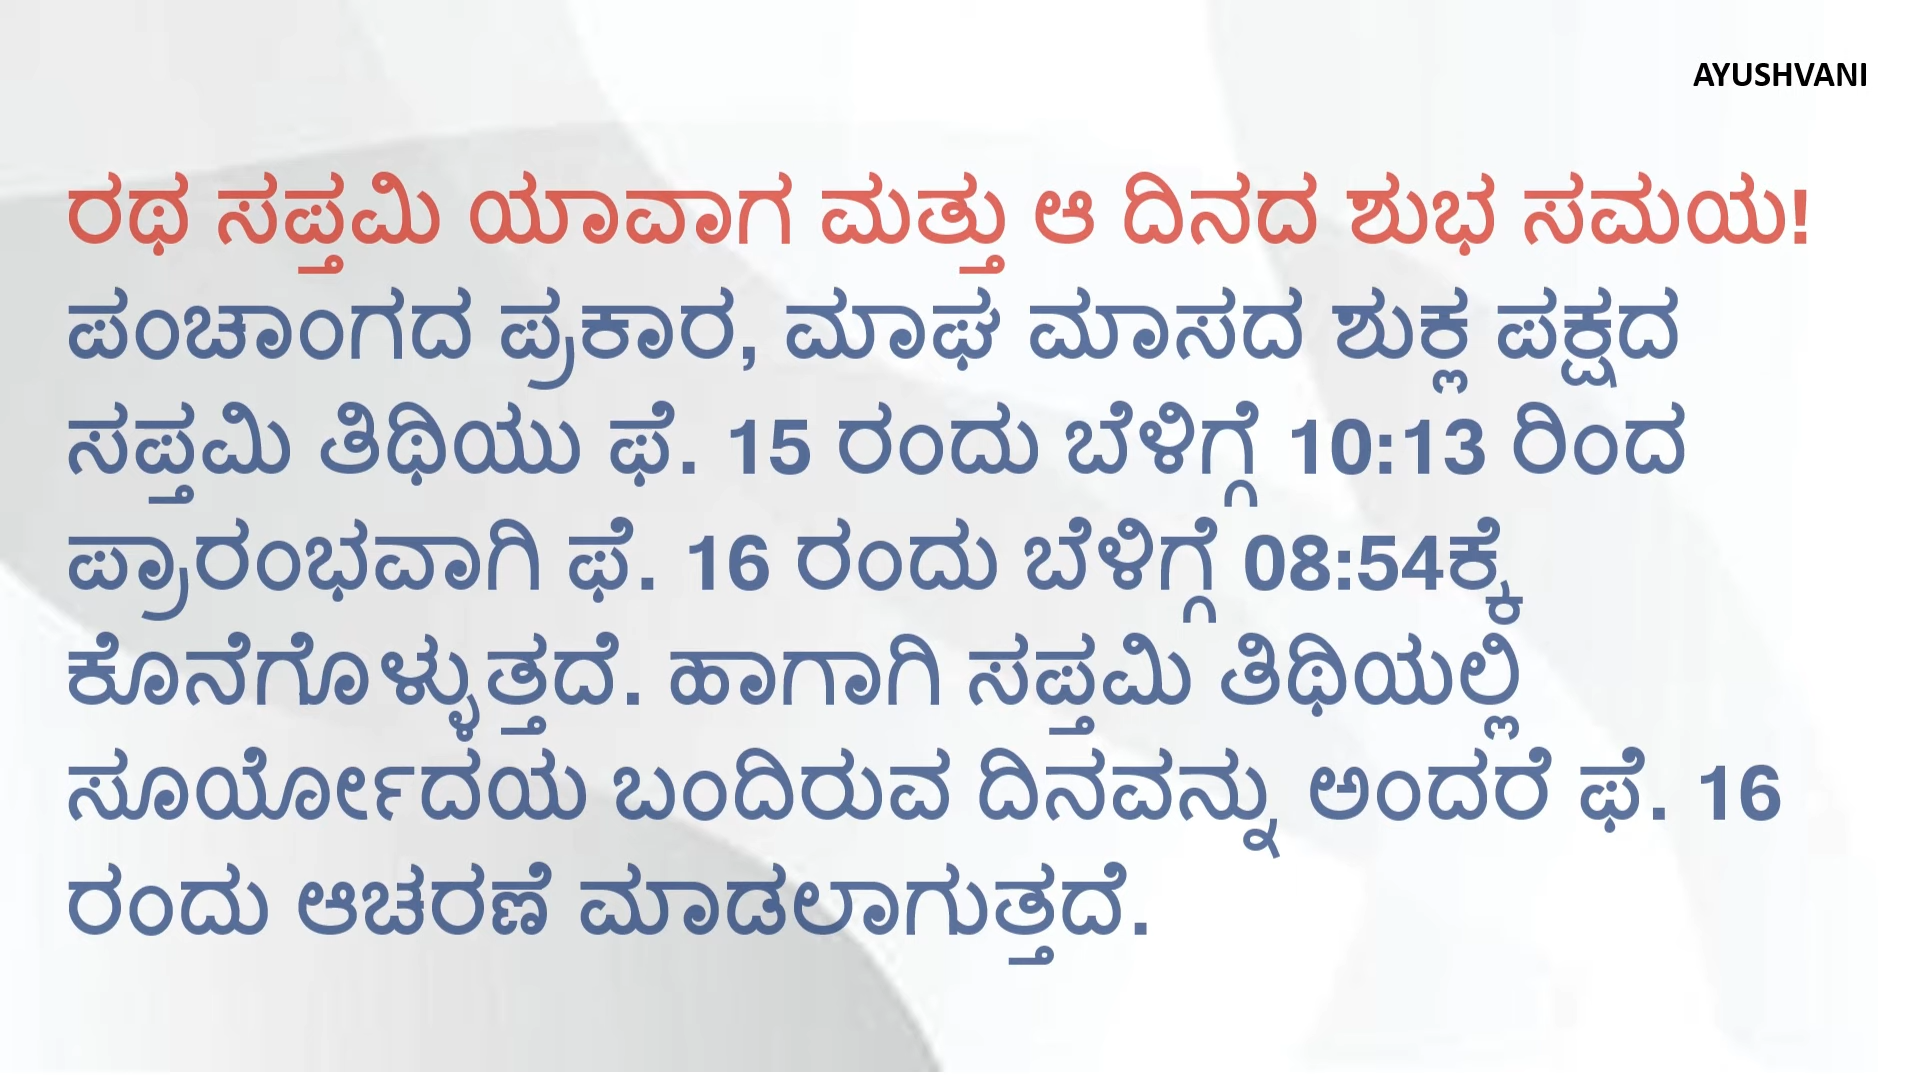 AYUSHVANI
ರಥ ಸಪ್ತಮಿ ಯಾವಾಗ ಮತ್ತು ಆ ದಿನದ ಶುಭ ಸಮಯ!
ಪಂಚಾಂಗದ ಪ್ರಕಾರ, ಮಾಘ ಮಾಸದ ಶುಕ್ಲ ಪಕ್ಷದ
ಸಪ್ತಮಿ ತಿಥಿಯು ಫೆ. 15 ರಂದು ಬೆಳಿಗ್ಗೆ 10:13 ರಿಂದ
ಪ್ರಾರಂಭವಾಗಿ ಫೆ. 16 ರಂದು ಬೆಳಿಗ್ಗೆ 08:54ಕ್ಕೆ
ಕೊನೆಗೊಳ್ಳುತ್ತದೆ. ಹಾಗಾಗಿ ಸಪ್ತಮಿ ತಿಥಿಯಲ್ಲಿ
ಸೂರ್ಯೋದಯ ಬಂದಿರುವ ದಿನವನ್ನು ಅಂದರೆ ಫೆ. 16
ರಂದು ಆಚರಣೆ ಮಾಡಲಾಗುತ್ತದೆ.